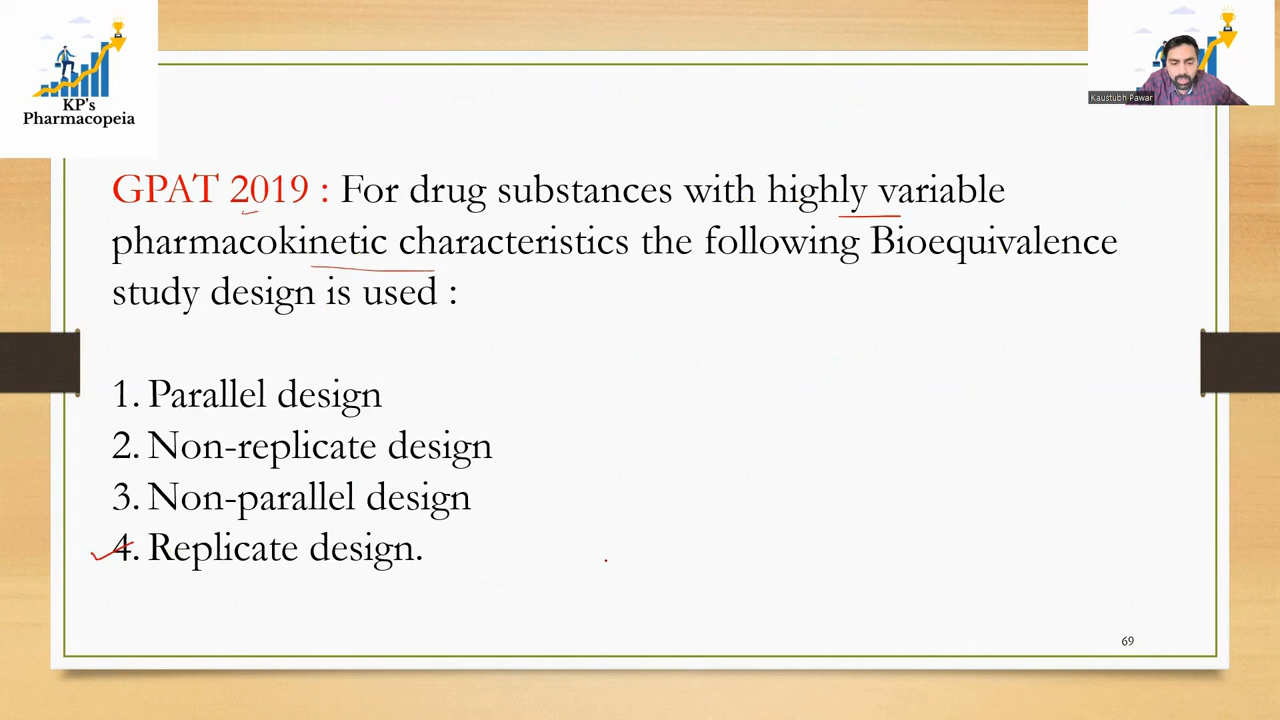 KP's
Pharmacopeia
Kaustubh Pawar
GPAT 2019 : For drug substances with highly variable
pharmacokinetic characteristics the following Bioequivalence
study design is used :
1. Parallel design
2. Non-replicate design
3. Non-parallel design
4. Replicate design.
69